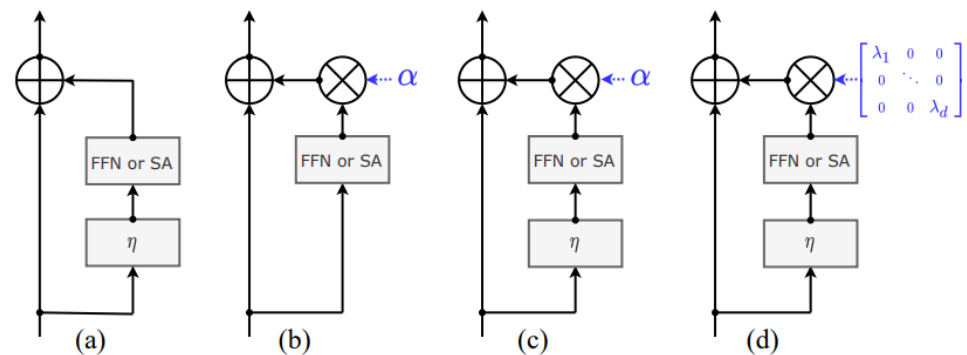 α
α
λ₁ 0 0
0 ⋱ 0
0 0 λ_d
FFN or SA
FFN or SA
FFN or SA
FFN or SA
η
η
η
(a)
(b)
(c)
(d)